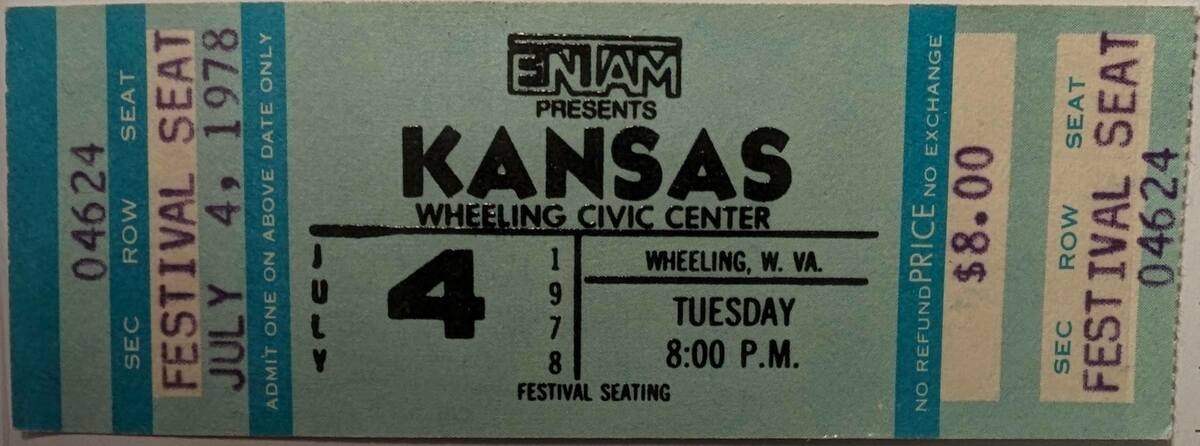 04624
SEC ROW SEAT
FESTIVAL SEAT
JULY 4, 1978
ADMIT ONE ON ABOVE DATE ONLY
ENTAM
PRESENTS
KANSAS
WHEELING CIVIC CENTER
JULY
4
1978
WHEELING, W. VA.
TUESDAY
8:00 P.M.
FESTIVAL SEATING
NO REFUND PRICE NO EXCHANGE
$8.00
SEC ROW SEAT
FESTIVAL SEAT
04624